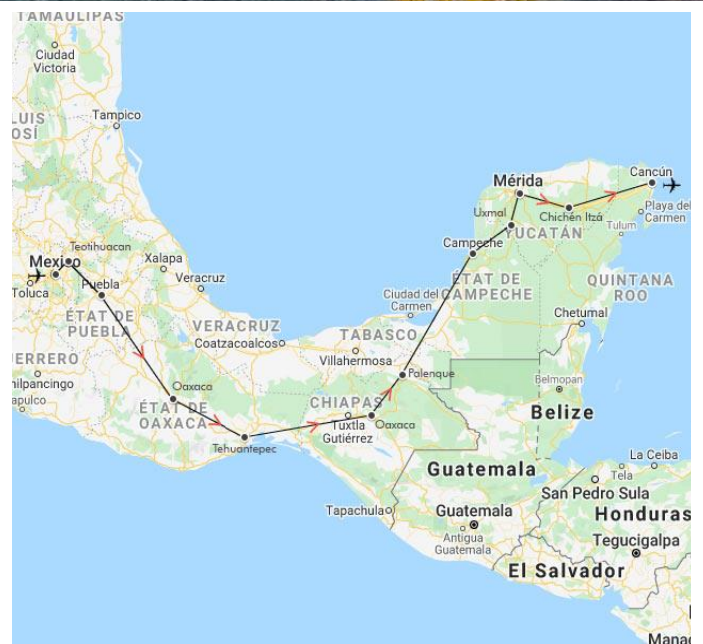 TAMAULIPAS
Ciudad
Victoria
LUIS
OSÍ
Tampico
Cancún
Mérida
Playa del
Carmen
Uxmal
Chichén Itzá
Tulum
YUCATÁN
Teotihuacan
Mexico
Xalapa
Campeche
Toluca
Puebla
Veracruz
ÉTAT DE
CAMPECHE
QUINTANA
ROO
Ciudad del
Carmen
ÉTAT DE
PUEBLA
VERACRUZ
TABASCO
Chetumal
Coatzacoalcos
ERRERO
Villahermosa
hilpancingo
Palenque
apulco
Oaxaca
Belmopan
ÉTAT DE
OAXACA
CHIAPAS
Tuxtla
Gutiérrez
Oaxaca
Belize
Tehuantepec
La Ceiba
Guatemala
Tela
San Pedro Sula
Tapachula
Guatemala
Honduras
Antigua
Guatemala
Tegucigalpa
El Salvador
Manag